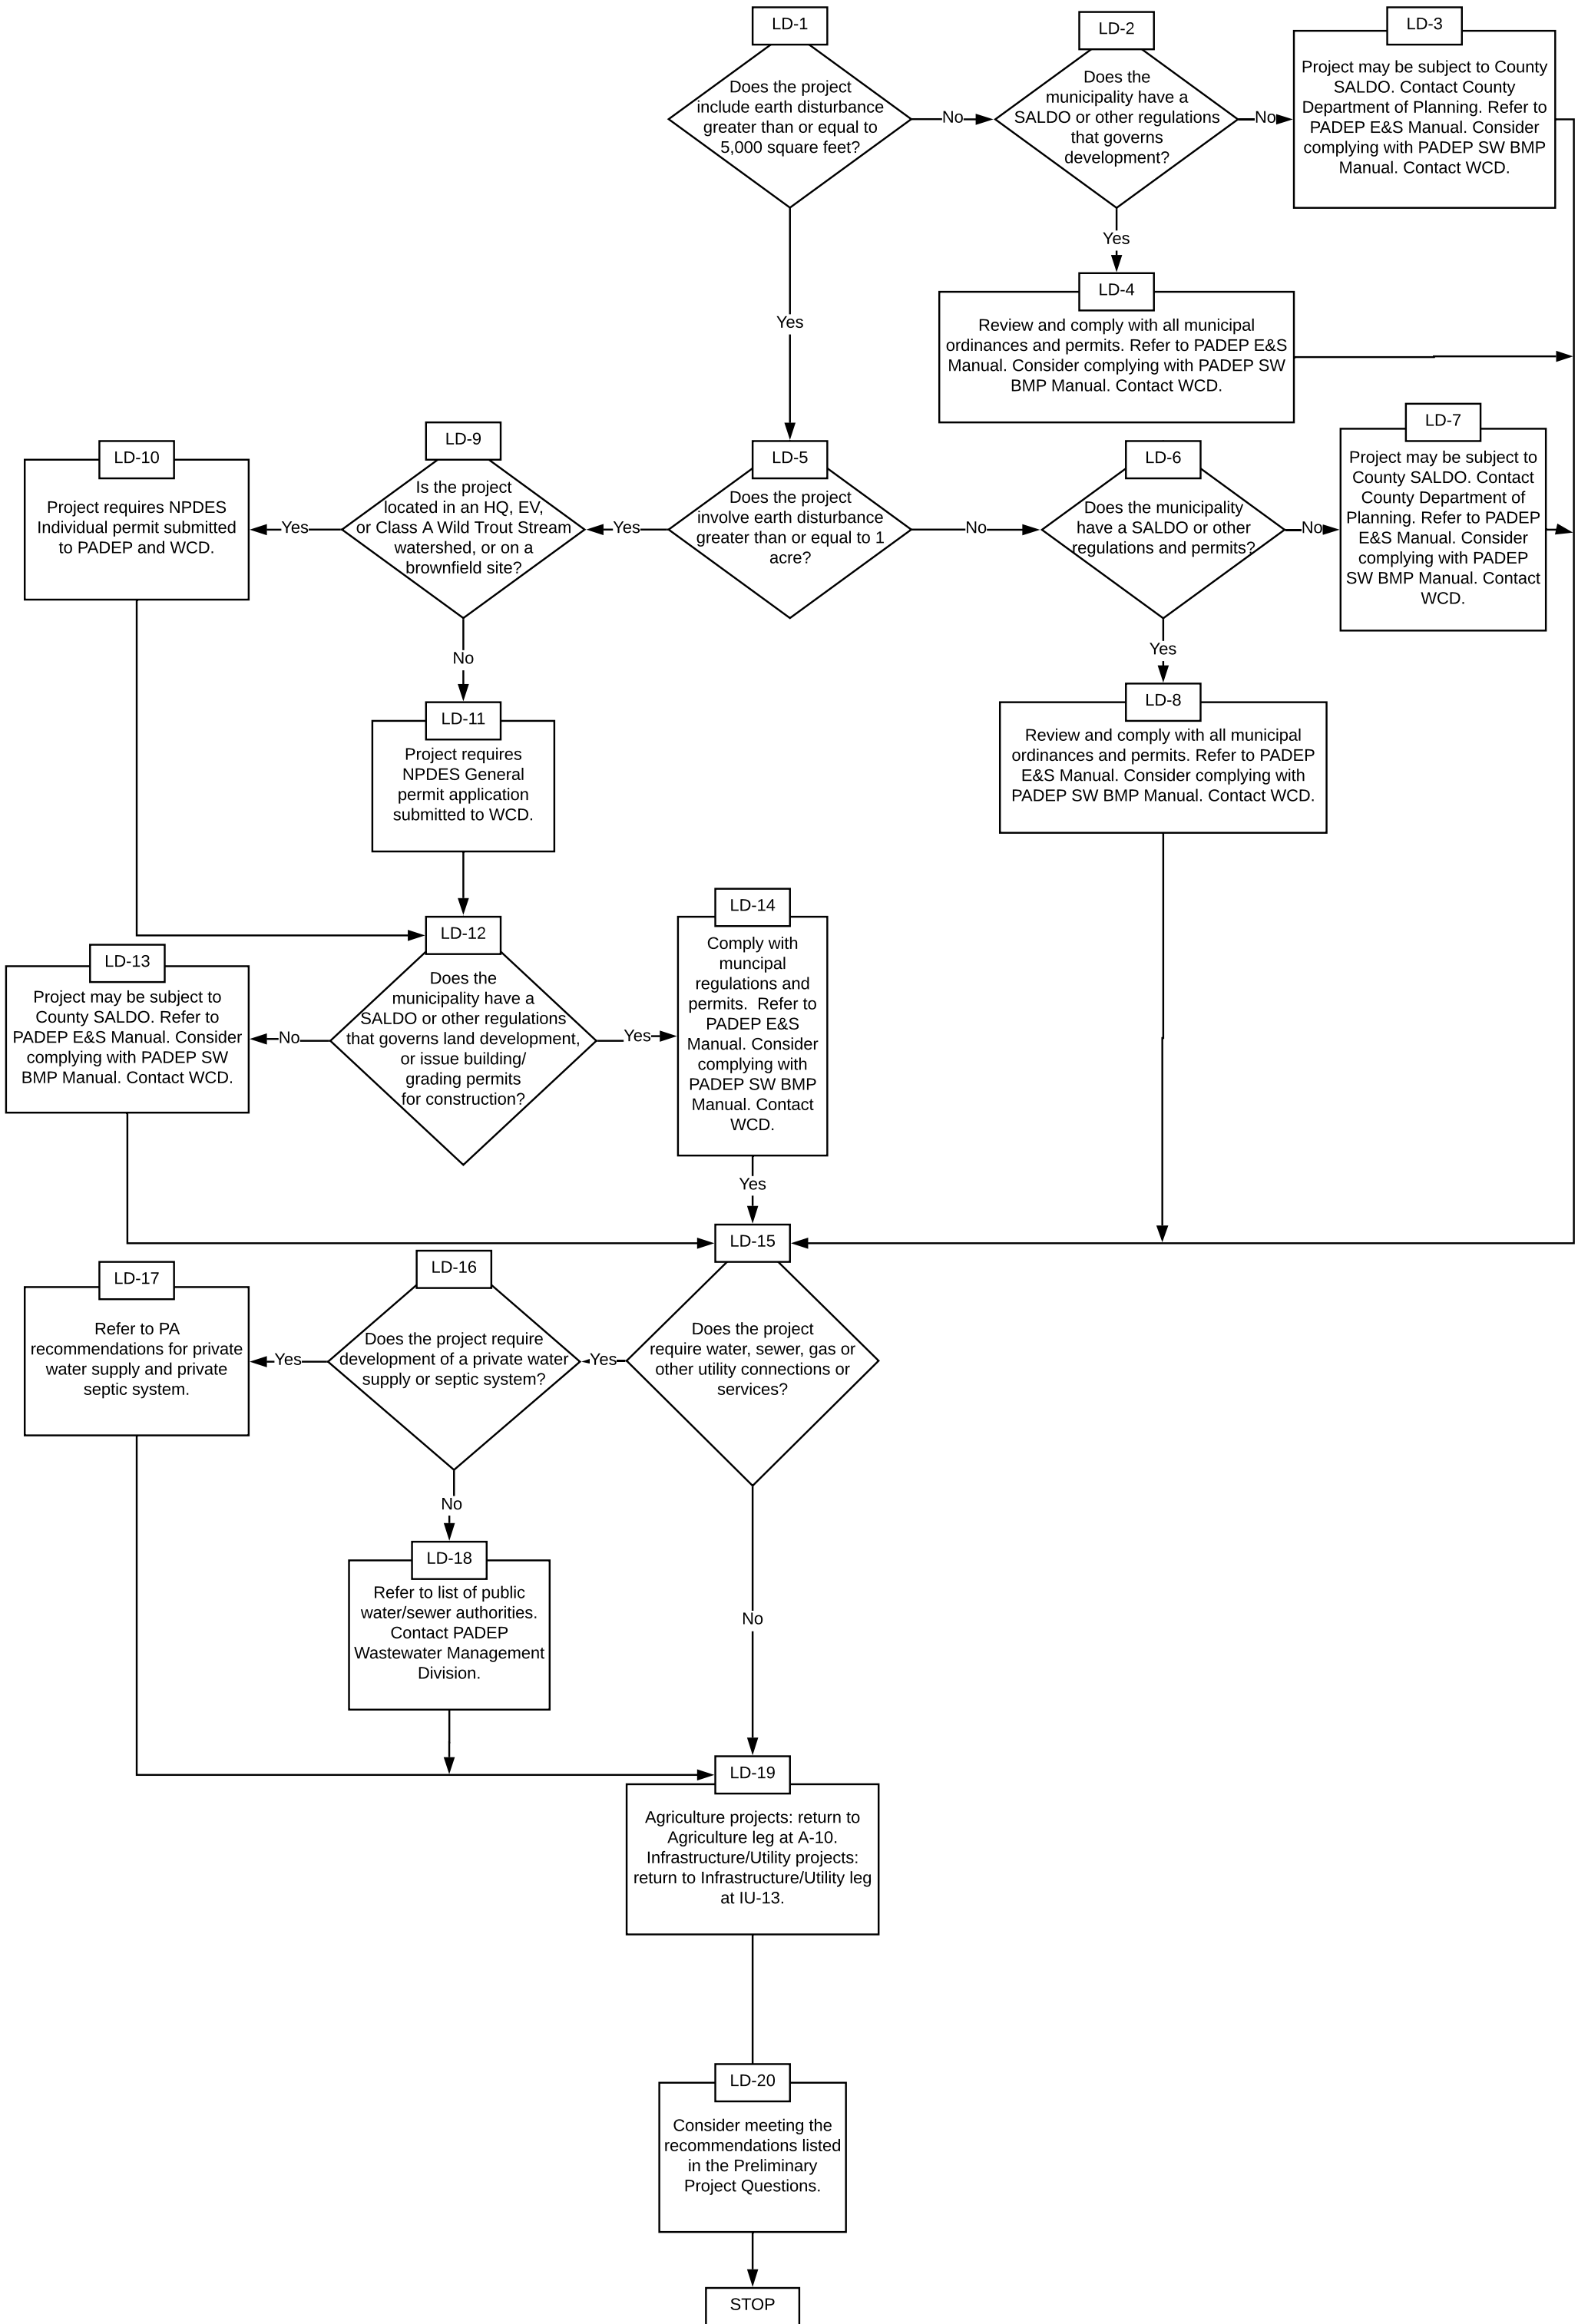 LD-1
Does the project
include earth disturbance
greater than or equal to
5,000 square feet?
No
LD-2
Does the
municipality have a
SALDO or other regulations
that governs
development?
No
LD-3
Project may be subject to County
SALDO. Contact County
Department of Planning. Refer to
PADEP E&S Manual. Consider
complying with PADEP SW BMP
Manual. Contact WCD.
Yes
LD-4
Review and comply with all municipal
ordinances and permits. Refer to PADEP E&S
Manual. Consider complying with PADEP SW
BMP Manual. Contact WCD.
Yes
LD-5
Does the project
involve earth disturbance
greater than or equal to 1
acre?
No
LD-6
Does the municipality
have a SALDO or other
regulations and permits?
No
LD-7
Project may be subject to
County SALDO. Contact
County Department of
Planning. Refer to PADEP
E&S Manual. Consider
complying with PADEP
SW BMP Manual. Contact
WCD.
Yes
LD-8
Review and comply with all municipal
ordinances and permits. Refer to PADEP
E&S Manual. Consider complying with
PADEP SW BMP Manual. Contact WCD.
Yes
LD-9
Is the project
located in an HQ, EV,
or Class A Wild Trout Stream
watershed, or on a
brownfield site?
Yes
LD-10
Project requires NPDES
Individual permit submitted
to PADEP and WCD.
No
LD-11
Project requires
NPDES General
permit application
submitted to WCD.
LD-12
Does the
municipality have a
SALDO or other regulations
that governs land development,
or issue building/
grading permits
for construction?
No
LD-13
Project may be subject to
County SALDO. Refer to
PADEP E&S Manual. Consider
complying with PADEP SW
BMP Manual. Contact WCD.
Yes
LD-14
Comply with
muncipal
regulations and
permits.  Refer to
PADEP E&S
Manual. Consider
complying with
PADEP SW BMP
Manual. Contact
WCD.
Yes
LD-15
Does the project
require water, sewer, gas or
other utility connections or
services?
Yes
LD-16
Does the project require
development of a private water
supply or septic system?
Yes
LD-17
Refer to PA
recommendations for private
water supply and private
septic system.
No
LD-18
Refer to list of public
water/sewer authorities.
Contact PADEP
Wastewater Management
Division.
No
LD-19
Agriculture projects: return to
Agriculture leg at A-10.
Infrastructure/Utility projects:
return to Infrastructure/Utility leg
at IU-13.
LD-20
Consider meeting the
recommendations listed
in the Preliminary
Project Questions.
STOP